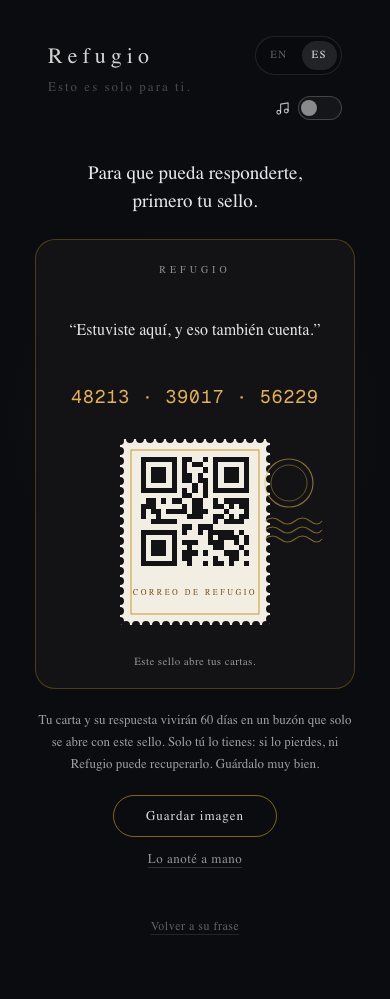 Refugio
EN ES
Esto es solo para ti.
Para que pueda responderte,
primero tu sello.
REFUGIO
“Estuviste aquí, y eso también cuenta.”
48213 · 39017 · 56229
CORREO DE REFUGIO
Este sello abre tus cartas.
Tu carta y su respuesta vivirán 60 días en un buzón que solo
se abre con este sello. Solo tú lo tienes: si lo pierdes, ni
Refugio puede recuperarlo. Guárdalo muy bien.
Guardar imagen
Lo anoté a mano
Volver a su frase